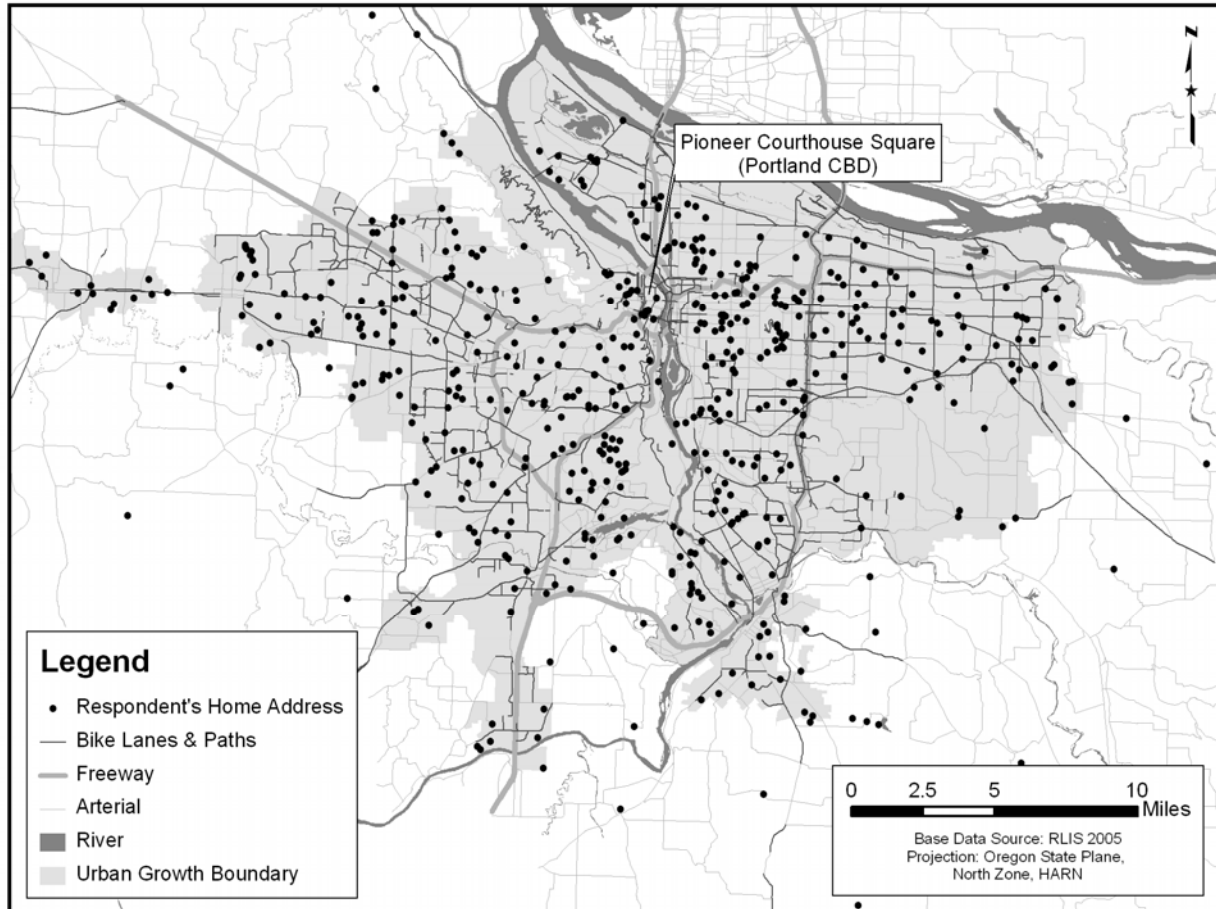 N
Pioneer Courthouse Square
(Portland CBD)
Legend
Respondent's Home Address
Bike Lanes & Paths
Freeway
Arterial
River
Urban Growth Boundary
0 2.5 5 10
Miles
Base Data Source: RLIS 2005
Projection: Oregon State Plane,
North Zone, HARN